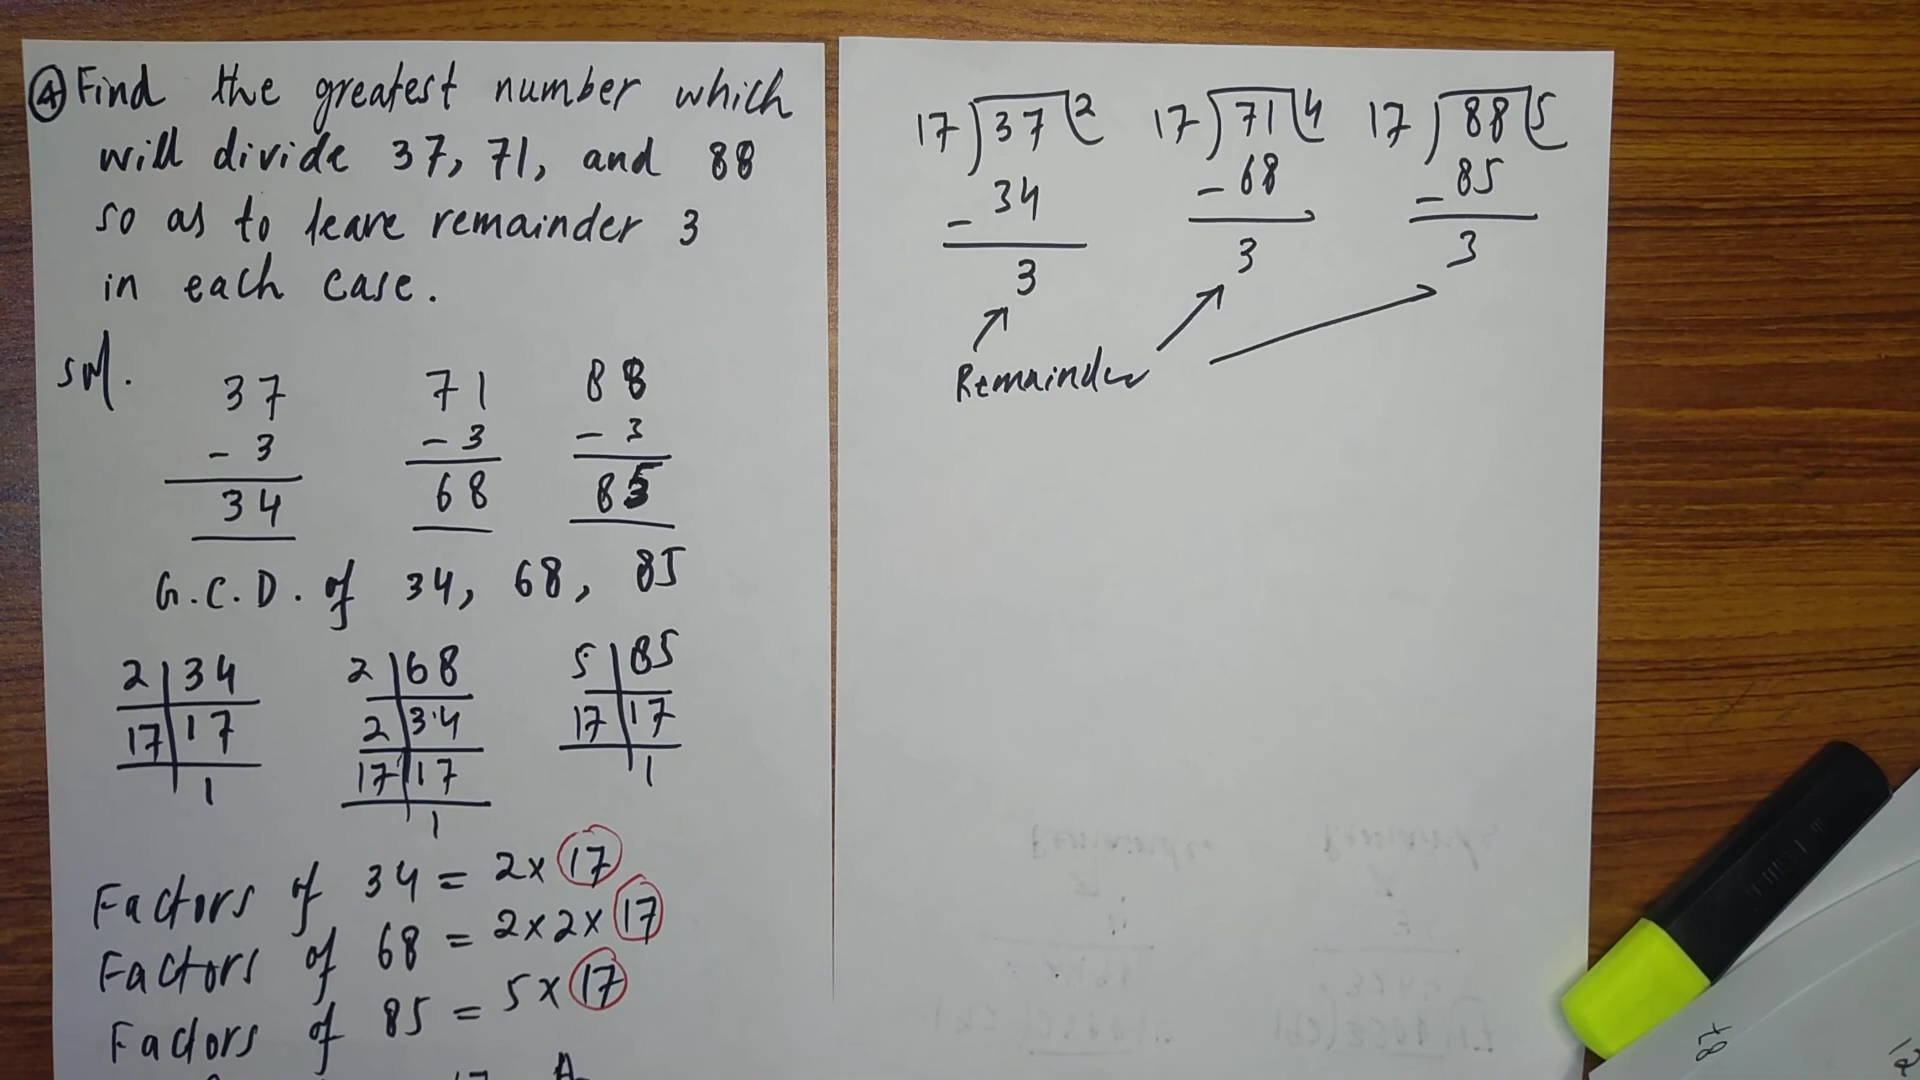 ④ Find the greatest number which
will divide 37, 71, and 88
so as to leave remainder 3
in each case.
Sol.
37 71 88
- 3 - 3 - 3
34 68 85
G.C.D. of 34, 68, 85
2 | 34 2 | 68 5 | 85
17 | 17 2 | 34 17 | 17
1 17 | 17 1
1
Factors of 34 = 2 x 17
Factors of 68 = 2 x 2 x 17
Factors of 85 = 5 x 17
17 ) 37 ( 2 17 ) 71 ( 4 17 ) 88 ( 5
- 34 - 68 - 85
3 3 3
Remainder